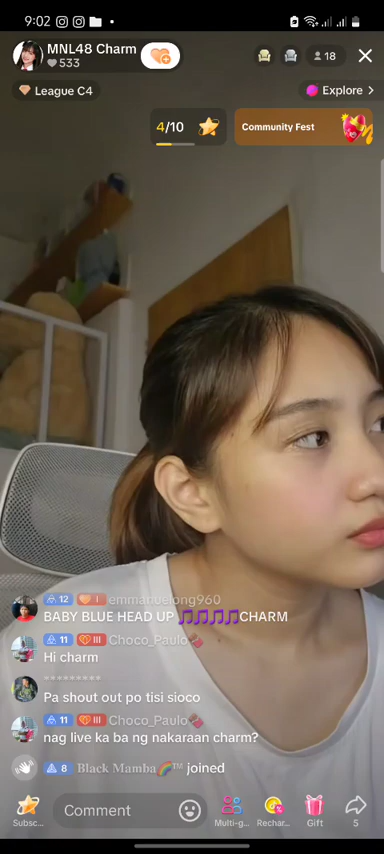 9:02
MNL48 Charm
533
18
League C4
Explore >
4/10
Community Fest
12 I emmanuelong960
BABY BLUE HEAD UP 🎵🎵🎵🎵CHARM
11 III Choco_Paulo🍫
Hi charm
Pa shout out po tisi sioco
11 III Choco_Paulo🍫
nag live ka ba ng nakaraan charm?
8 𝐁𝐥𝐚𝐜𝐤 𝐌𝐚𝐦𝐛𝐚🌈™ joined
Subsc...
Comment
Multi-g...
Rechar...
Gift
5